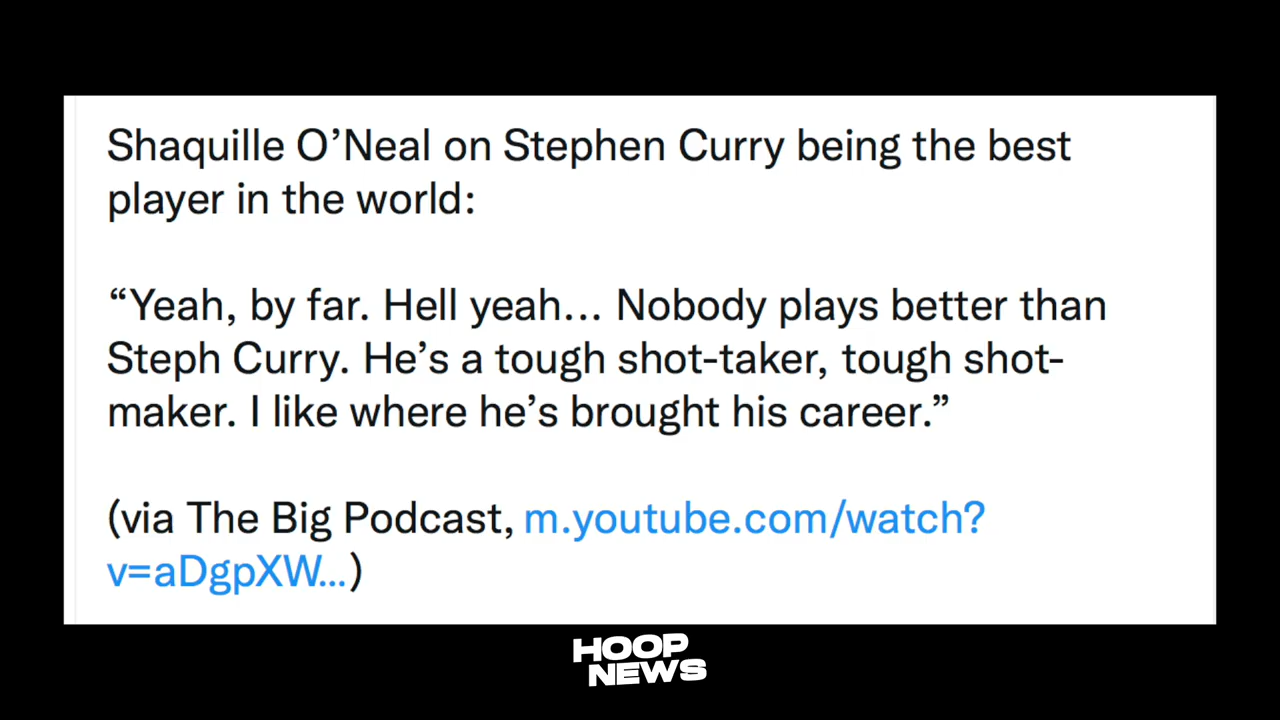 Shaquille O’Neal on Stephen Curry being the best
player in the world:
“Yeah, by far. Hell yeah… Nobody plays better than
Steph Curry. He’s a tough shot-taker, tough shot-
maker. I like where he’s brought his career.”
(via The Big Podcast, m.youtube.com/watch?
v=aDgpXW…)
HOOP
NEWS